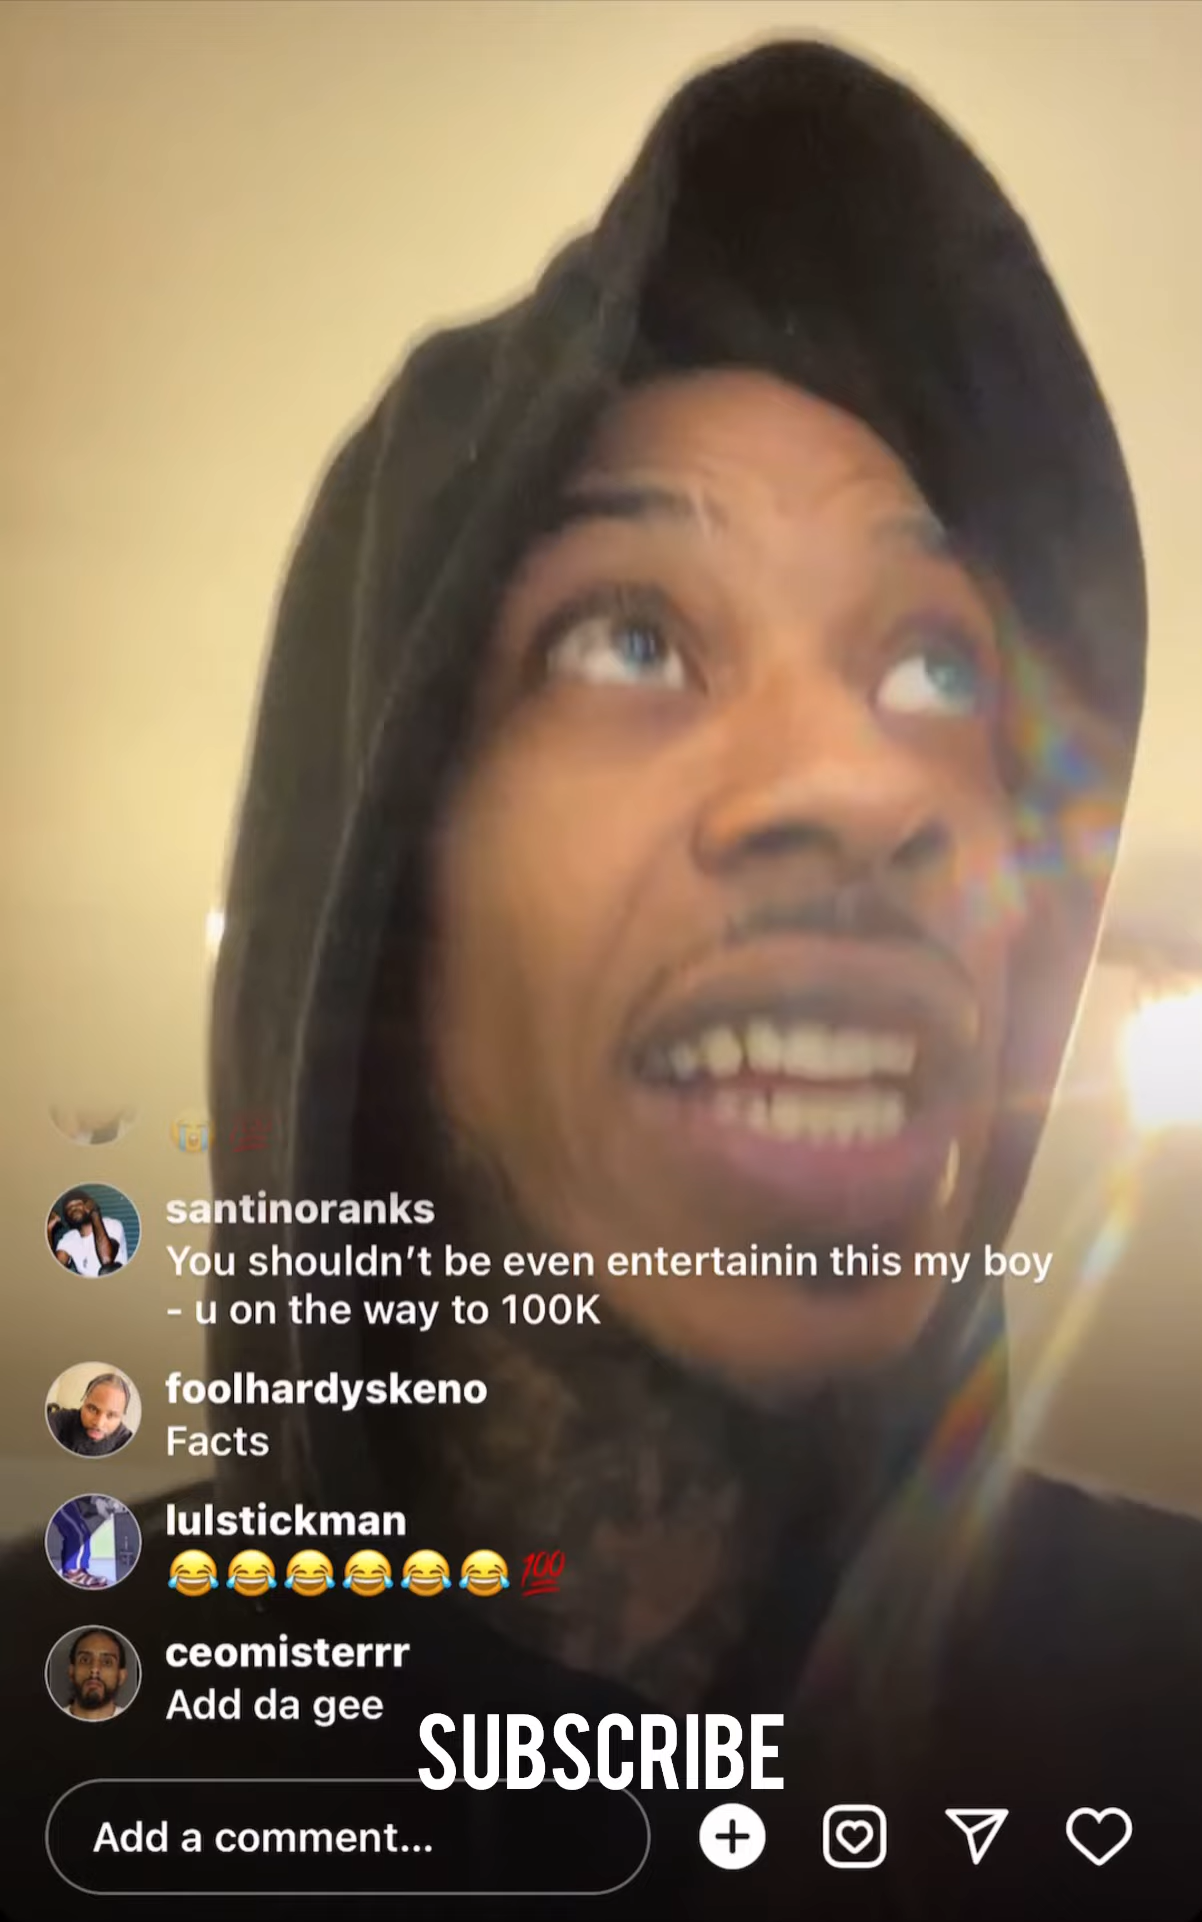 😭 💯
santinoranks
You shouldn't be even entertainin this my boy
- u on the way to 100K
foolhardyskeno
Facts
lulstickman
😂😂😂😂😂😂💯
ceomisterrr
Add da gee
SUBSCRIBE
Add a comment...